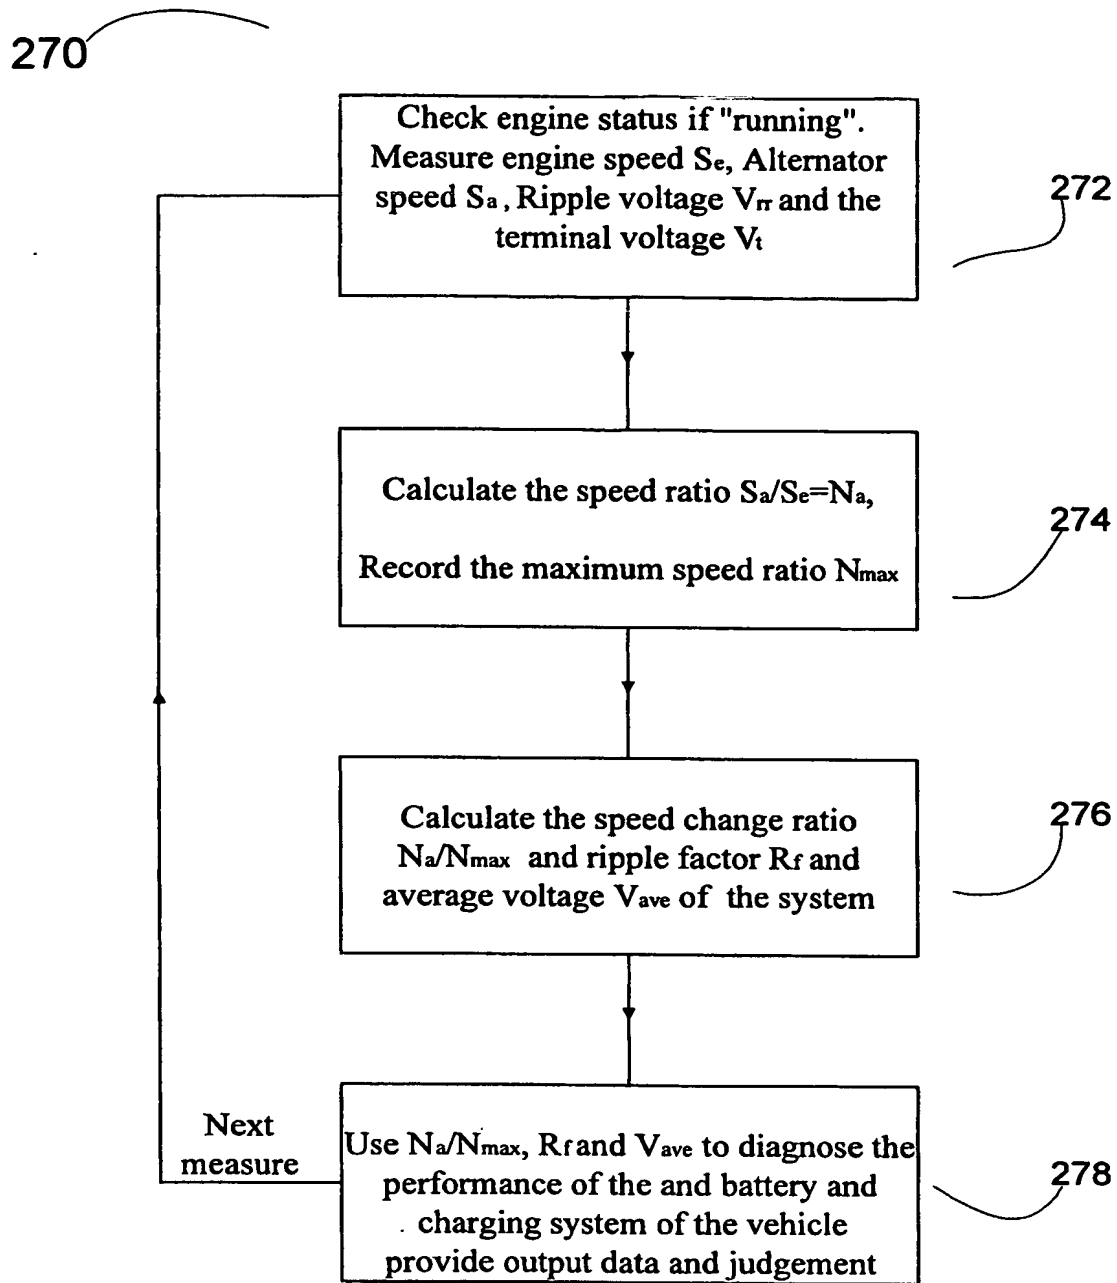 270
Check engine status if "running".
Measure engine speed Se, Alternator
speed Sa, Ripple voltage Vrr and the
terminal voltage Vt
272
Calculate the speed ratio Sa/Se=Na,
274
Record the maximum speed ratio Nmax
Calculate the speed change ratio
276
Na/Nmax and ripple factor Rf and
average voltage Vave of the system
Next
measure
Use Na/Nmax, Rf and Vave to diagnose the
performance of the and battery and
278
charging system of the vehicle
provide output data and judgement